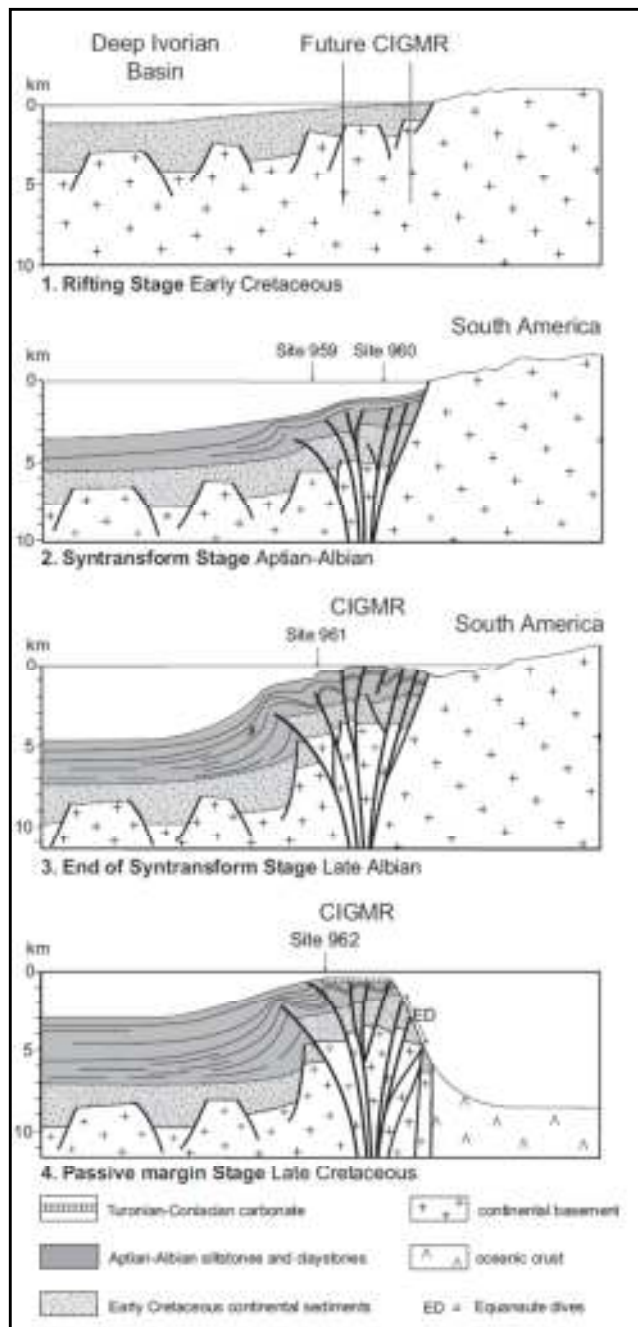 Deep Ivorian Basin
Future CIGMR
km
0
5
10
1. Rifting Stage Early Cretaceous
South America
km
Site 959 Site 960
0
5
10
2. Syntransform Stage Aptian-Albian
CIGMR
South America
km
Site 961
0
5
10
3. End of Syntransform Stage Late Albian
CIGMR
km
Site 962
0
ED
5
10
4. Passive margin Stage Late Cretaceous
Turonian-Coniacian carbonate
continental basement
Aptian-Albian siltstones and claystones
oceanic crust
Early Cretaceous continental sediments
ED Equanaute dives